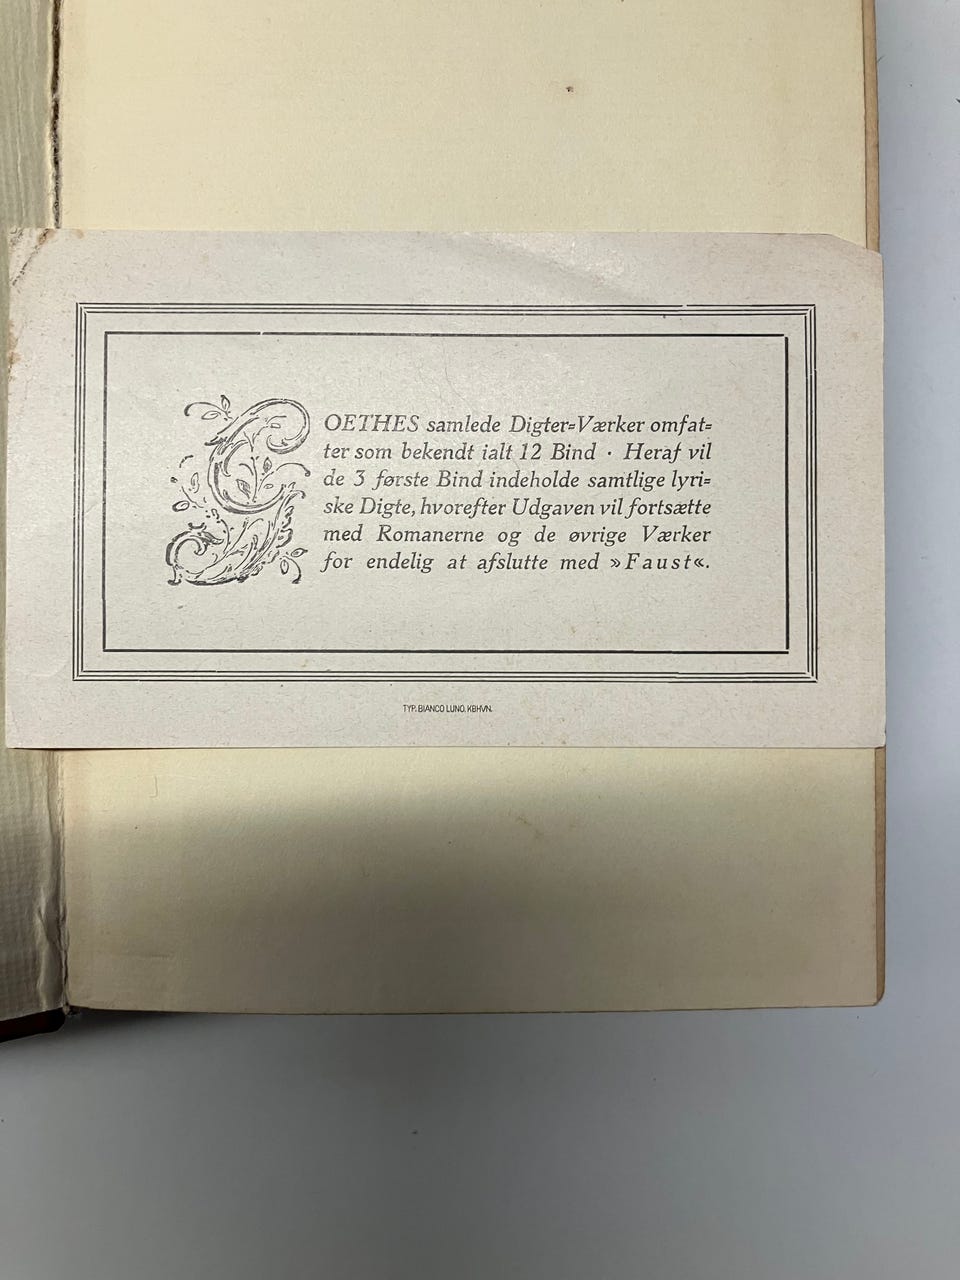 GOETHES samlede Digter=Værker omfat=
ter som bekendt ialt 12 Bind · Heraf vil
de 3 første Bind indeholde samtlige lyri=
ske Digte, hvorefter Udgaven vil fortsætte
med Romanerne og de øvrige Værker
for endelig at afslutte med »Faust«.
TYP. BIANCO LUNO. KBHVN.